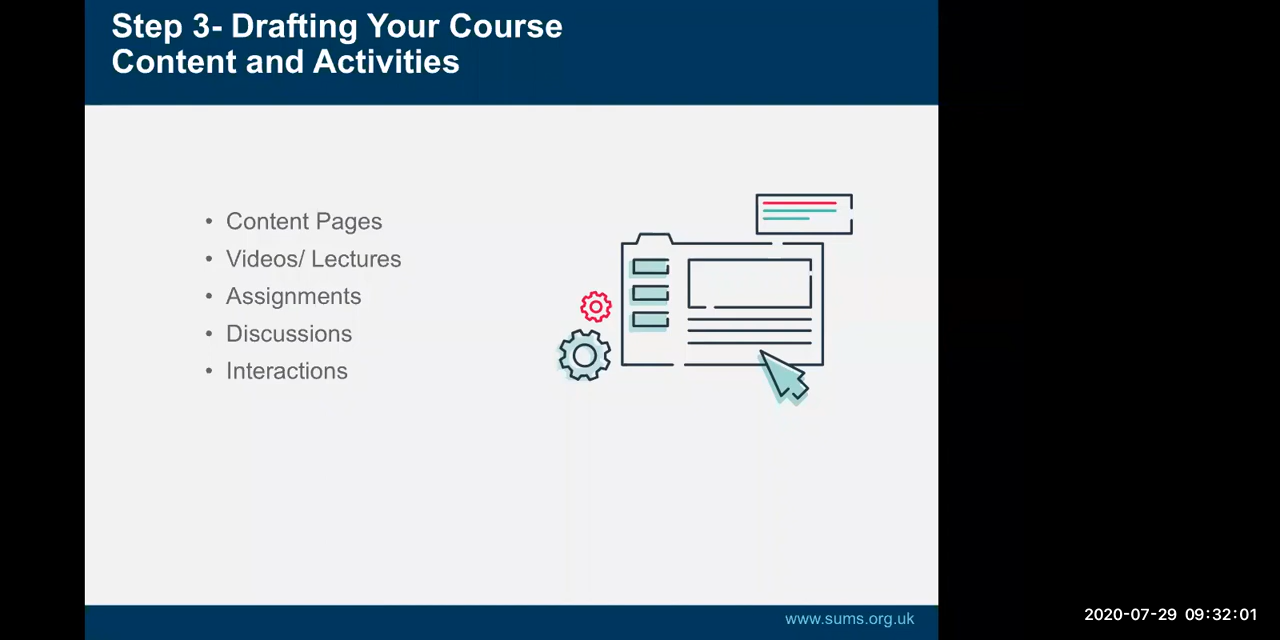 Step 3- Drafting Your Course
Content and Activities
• Content Pages
• Videos/ Lectures
• Assignments
• Discussions
• Interactions
www.sums.org.uk
2020-07-29 09:32:01